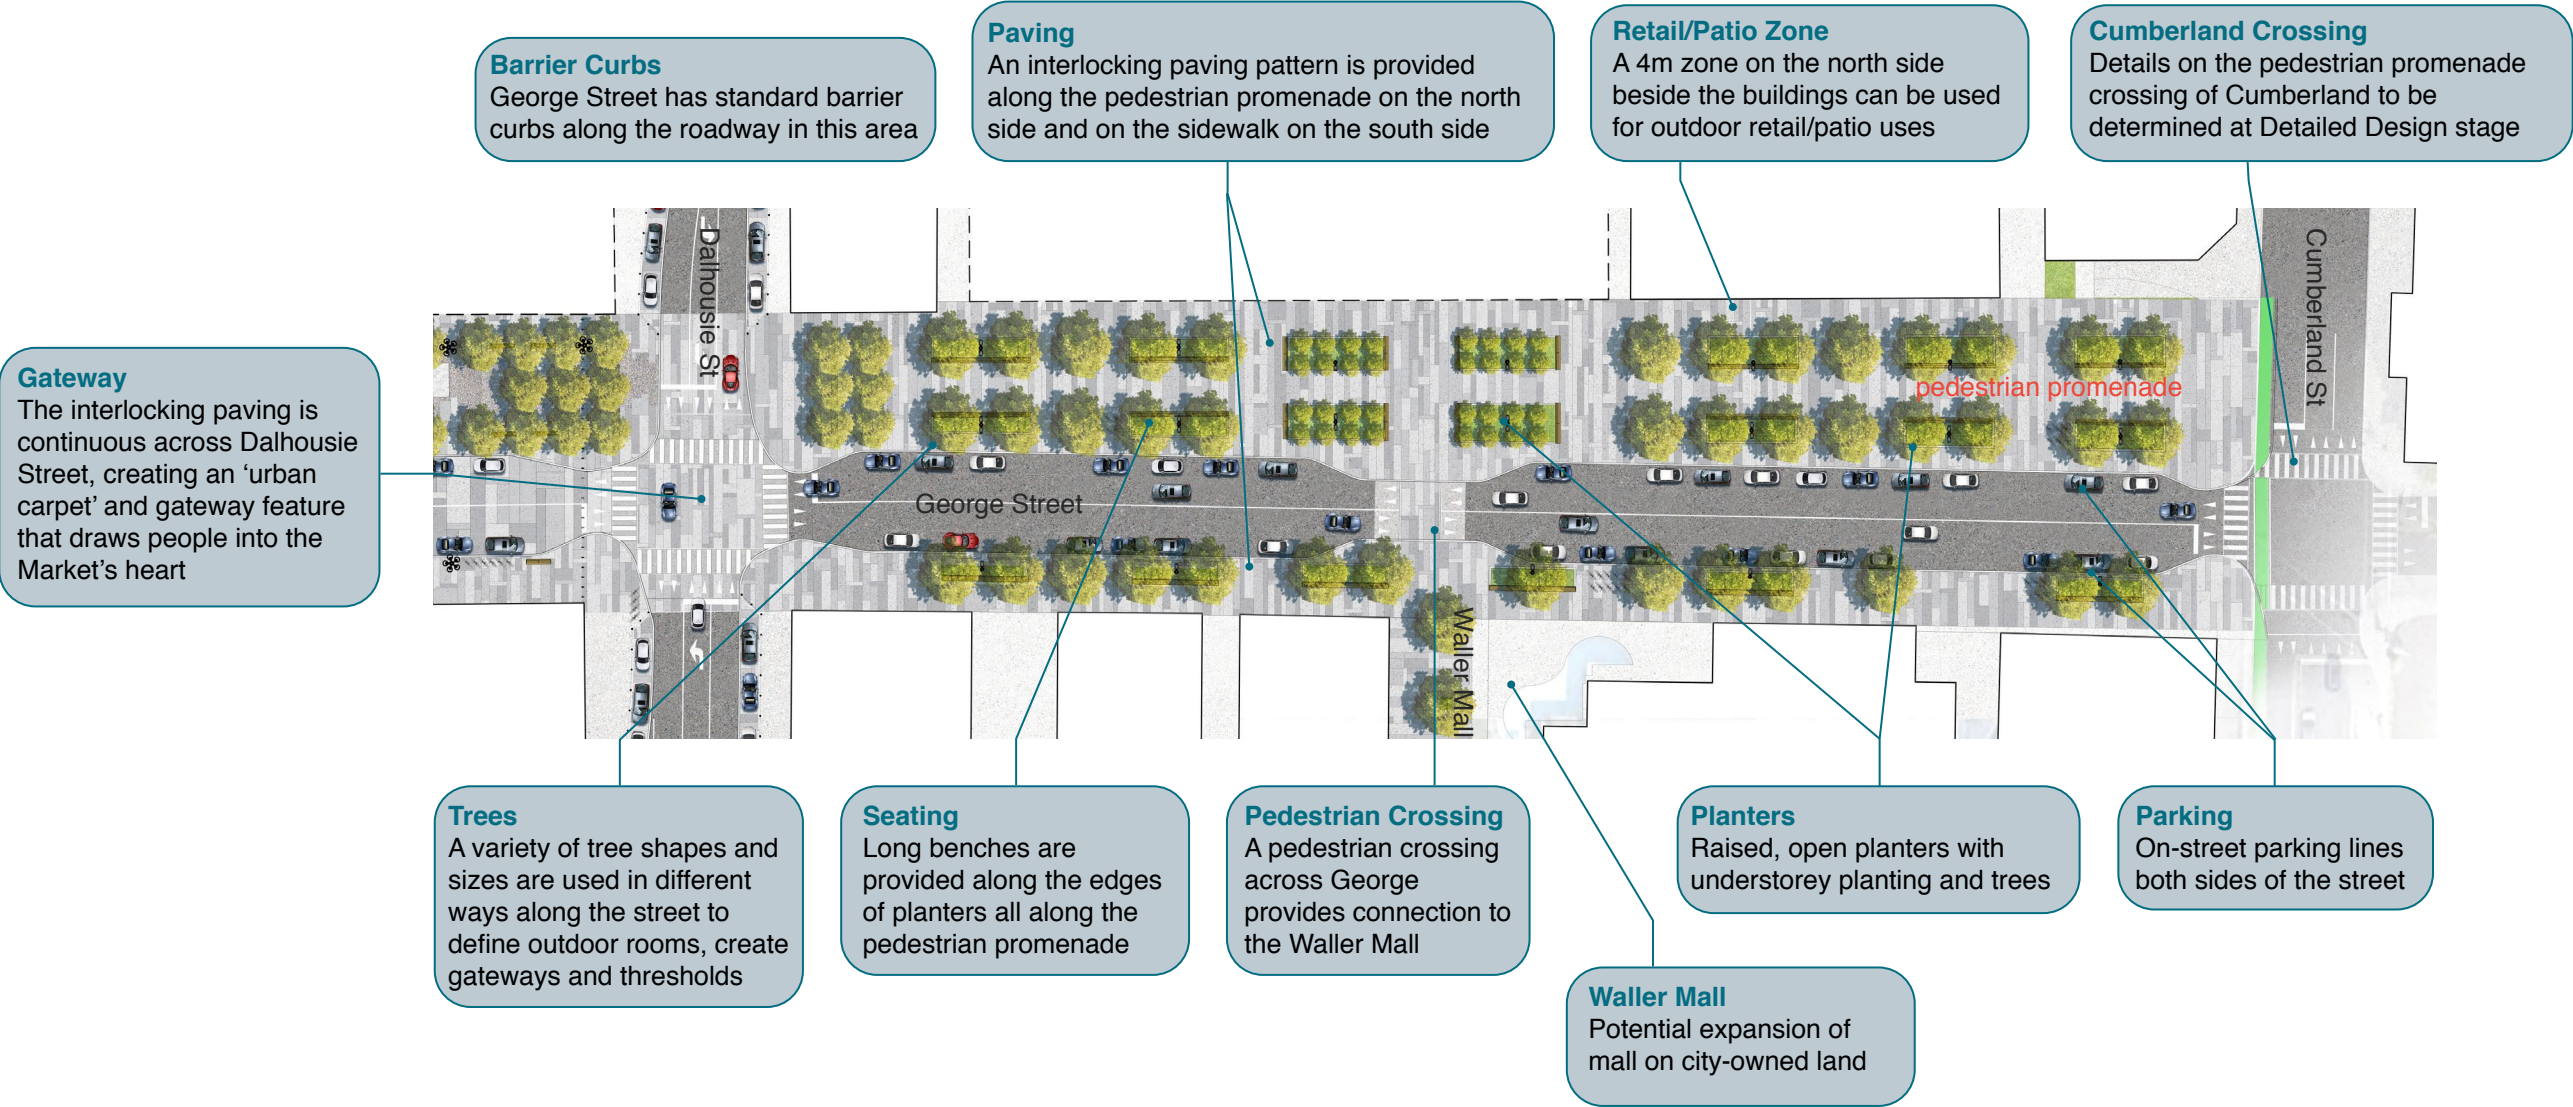 Barrier Curbs
George Street has standard barrier
curbs along the roadway in this area
Paving
An interlocking paving pattern is provided
along the pedestrian promenade on the north
side and on the sidewalk on the south side
Retail/Patio Zone
A 4m zone on the north side
beside the buildings can be used
for outdoor retail/patio uses
Cumberland Crossing
Details on the pedestrian promenade
crossing of Cumberland to be
determined at Detailed Design stage
Gateway
The interlocking paving is
continuous across Dalhousie
Street, creating an ‘urban
carpet’ and gateway feature
that draws people into the
Market’s heart
Dalhousie St
Cumberland St
pedestrian promenade
George Street
Waller Mall
Trees
A variety of tree shapes and
sizes are used in different
ways along the street to
define outdoor rooms, create
gateways and thresholds
Seating
Long benches are
provided along the edges
of planters all along the
pedestrian promenade
Pedestrian Crossing
A pedestrian crossing
across George
provides connection to
the Waller Mall
Waller Mall
Potential expansion of
mall on city-owned land
Planters
Raised, open planters with
understorey planting and trees
Parking
On-street parking lines
both sides of the street